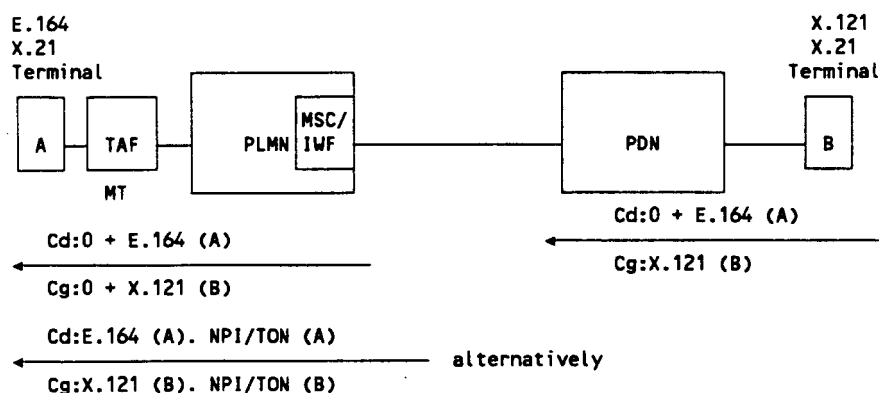 E.164
X.21
Terminal
X.121
X.21
Terminal
A
TAF
PLMN
MSC/
IWF
PDN
B
MT
Cd:0 + E.164 (A)
Cg:0 + X.121 (B)
Cd:0 + E.164 (A)
Cg:X.121 (B)
Cd:E.164 (A). NPI/TON (A)
alternatively
Cg:X.121 (B). NPI/TON (B)